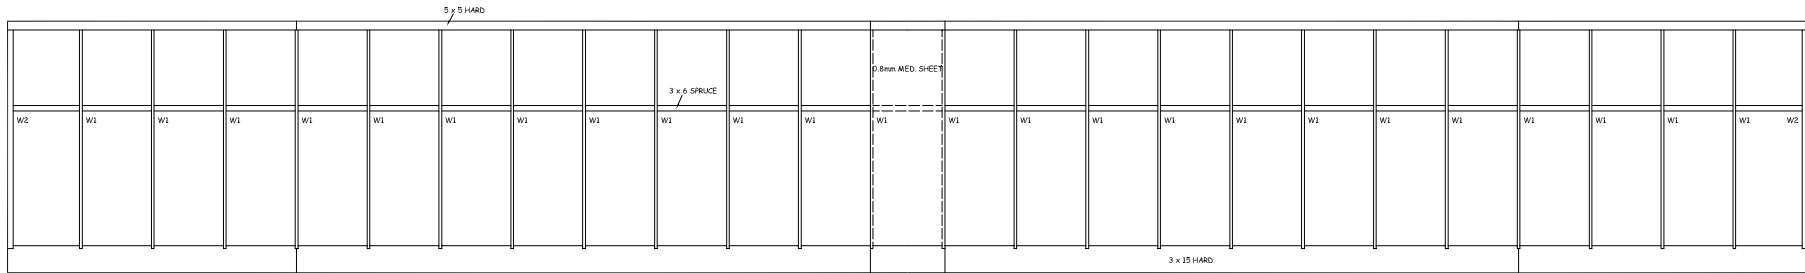 5 x 5 HARD
0.8mm MED. SHEET
3 x 6 SPRUCE
W2 W1 W1 W1 W1 W1 W1 W1 W1 W1 W1 W1 W1 W1 W1 W1 W1 W1 W1 W1 W1 W1 W1 W1 W1 W2
3 x 15 HARD